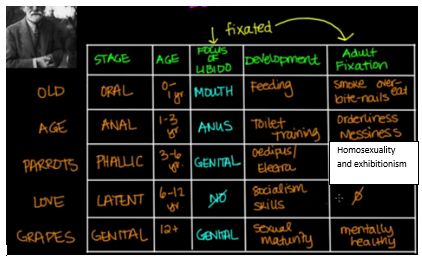 fixated
STAGE AGE FOCUS OF LIBIDO Development Adult Fixation
OLD ORAL 0-1 yr MOUTH Feeding smoke over-eat bite-nails
AGE ANAL 1-3 yr ANUS Toilet Training Orderliness Messiness
PARROTS PHALLIC 3-6 yr GENITAL oedipus/ Electra Homosexuality and exhibitionism
LOVE LATENT 6-12 yr NO Socialism skills
GRAPES GENITAL 12+ GENITAL sexual maturity mentally healthy